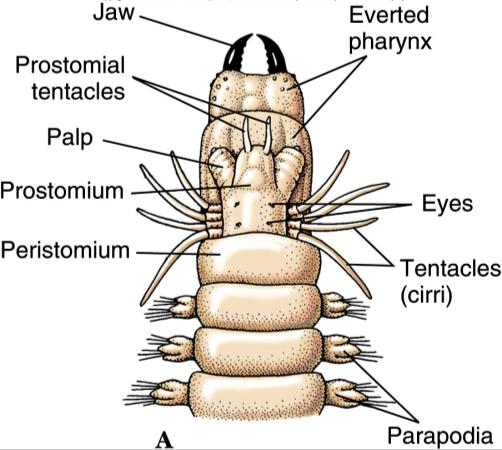 Jaw
Everted
pharynx
Prostomial
tentacles
Palp
Prostomium
Eyes
Peristomium
Tentacles
(cirri)
Parapodia
A